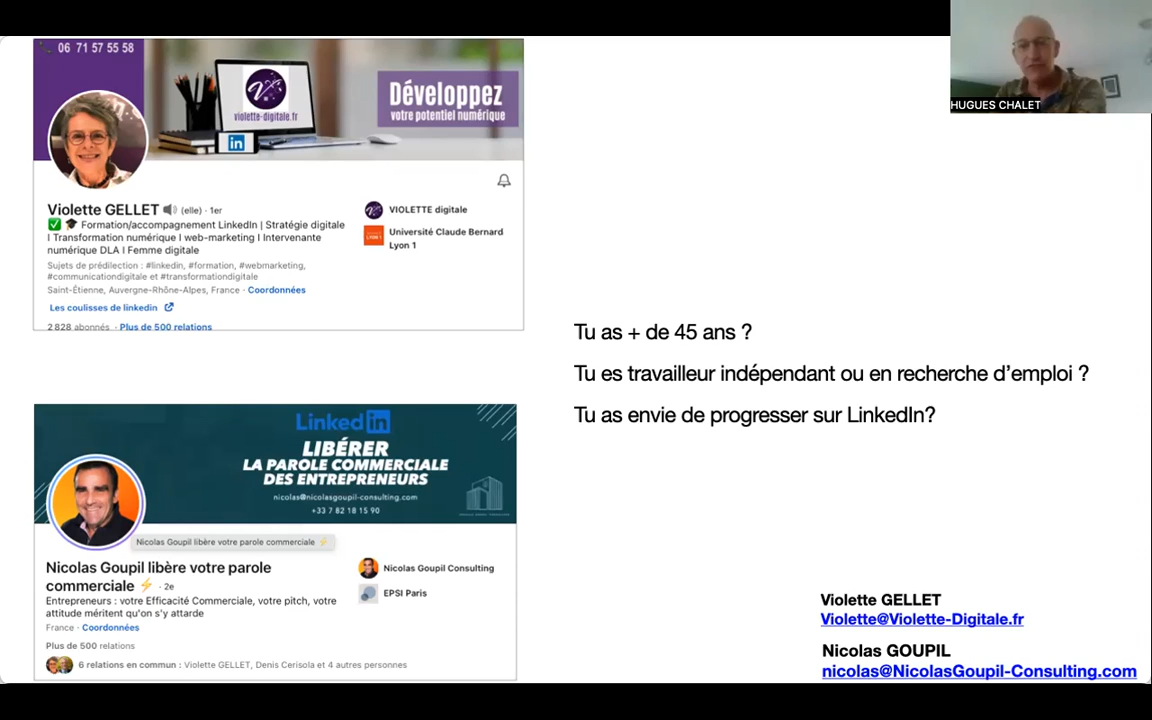 06 71 57 55 58
violette-digitale.fr
in
Développez
votre potentiel numérique
HUGUES CHALET
Violette GELLET (elle) · 1er
✅ 🎓 Formation/accompagnement LinkedIn | Stratégie digitale
I Transformation numérique I web-marketing I Intervenante
numérique DLA I Femme digitale
Sujets de prédilection : #linkedin, #formation, #webmarketing,
#communicationdigitale et #transformationdigitale
Saint-Étienne, Auvergne-Rhône-Alpes, France · Coordonnées
Les coulisses de linkedin
2 828 abonnés · Plus de 500 relations
VIOLETTE digitale
Université Claude Bernard
Lyon 1
Tu as + de 45 ans ?
Tu es travailleur indépendant ou en recherche d’emploi ?
Tu as envie de progresser sur LinkedIn?
Linkedin
LIBÉRER
LA PAROLE COMMERCIALE
DES ENTREPRENEURS
nicolas@nicolasgoupil-consulting.com
+33 7 82 18 15 90
Nicolas Goupil libère votre parole commerciale ⚡
Nicolas Goupil libère votre parole
commerciale ⚡ · 2e
Entrepreneurs : votre Efficacité Commerciale, votre pitch, votre
attitude méritent qu'on s'y attarde
France · Coordonnées
Plus de 500 relations
6 relations en commun : Violette GELLET, Denis Cerisola et 4 autres personnes
Nicolas Goupil Consulting
EPSI Paris
Violette GELLET
Violette@Violette-Digitale.fr
Nicolas GOUPIL
nicolas@NicolasGoupil-Consulting.com